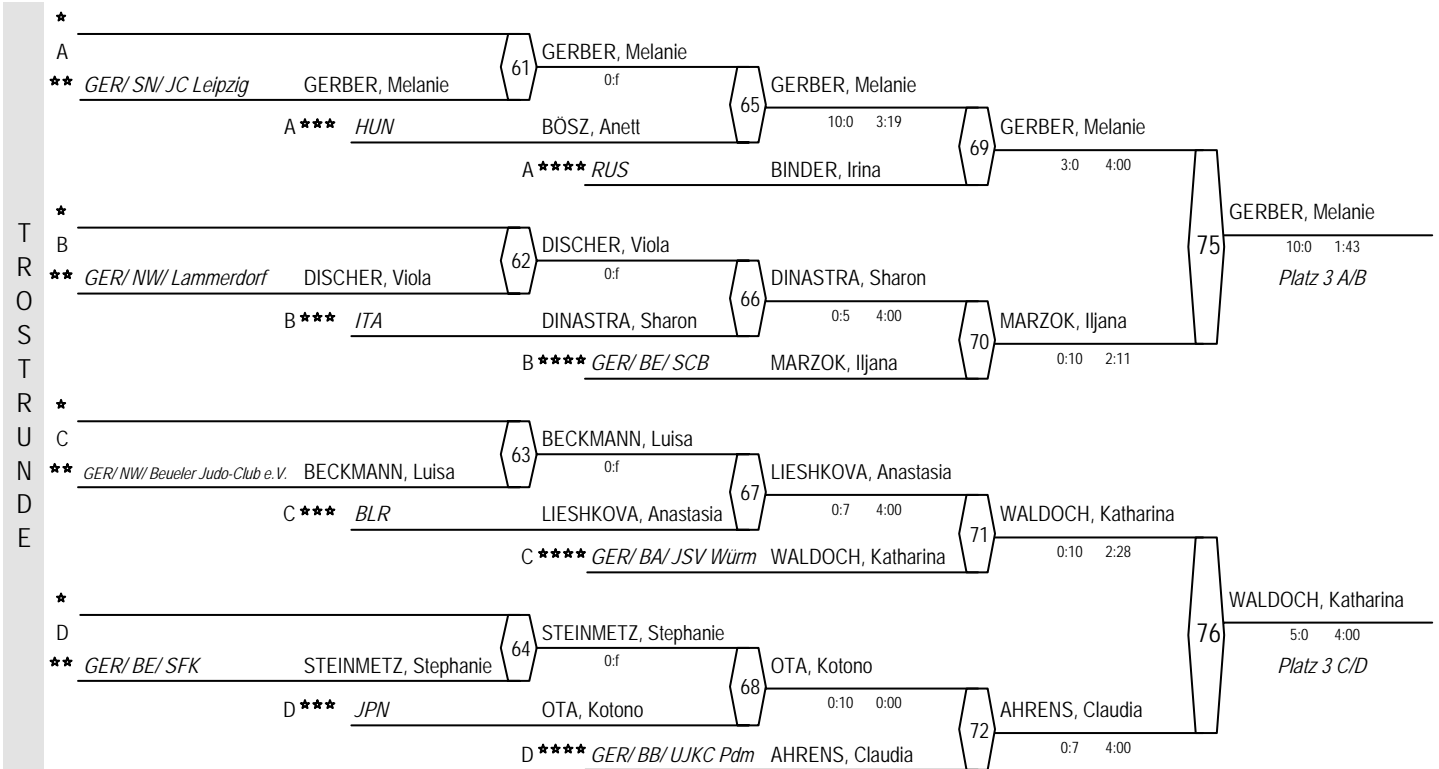 TROSTRUNDE
*
A
** GER/ SN/ JC Leipzig GERBER, Melanie
61
GERBER, Melanie
0:f
A *** HUN BÖSZ, Anett
65
GERBER, Melanie
10:0 3:19
A **** RUS BINDER, Irina
69
GERBER, Melanie
3:0 4:00
*
B
** GER/ NW/ Lammerdorf DISCHER, Viola
62
DISCHER, Viola
0:f
B *** ITA DINASTRA, Sharon
66
DINASTRA, Sharon
0:5 4:00
B **** GER/ BE/ SCB MARZOK, Iljana
70
MARZOK, Iljana
0:10 2:11
75
GERBER, Melanie
10:0 1:43
Platz 3 A/B
*
C
** GER/ NW/ Beueler Judo-Club e.V. BECKMANN, Luisa
63
BECKMANN, Luisa
0:f
C *** BLR LIESHKOVA, Anastasia
67
LIESHKOVA, Anastasia
0:7 4:00
C **** GER/ BA/ JSV Würm WALDOCH, Katharina
71
WALDOCH, Katharina
0:10 2:28
*
D
** GER/ BE/ SFK STEINMETZ, Stephanie
64
STEINMETZ, Stephanie
0:f
D *** JPN OTA, Kotono
68
OTA, Kotono
0:10 0:00
D **** GER/ BB/ UJKC Pdm AHRENS, Claudia
72
AHRENS, Claudia
0:7 4:00
76
WALDOCH, Katharina
5:0 4:00
Platz 3 C/D